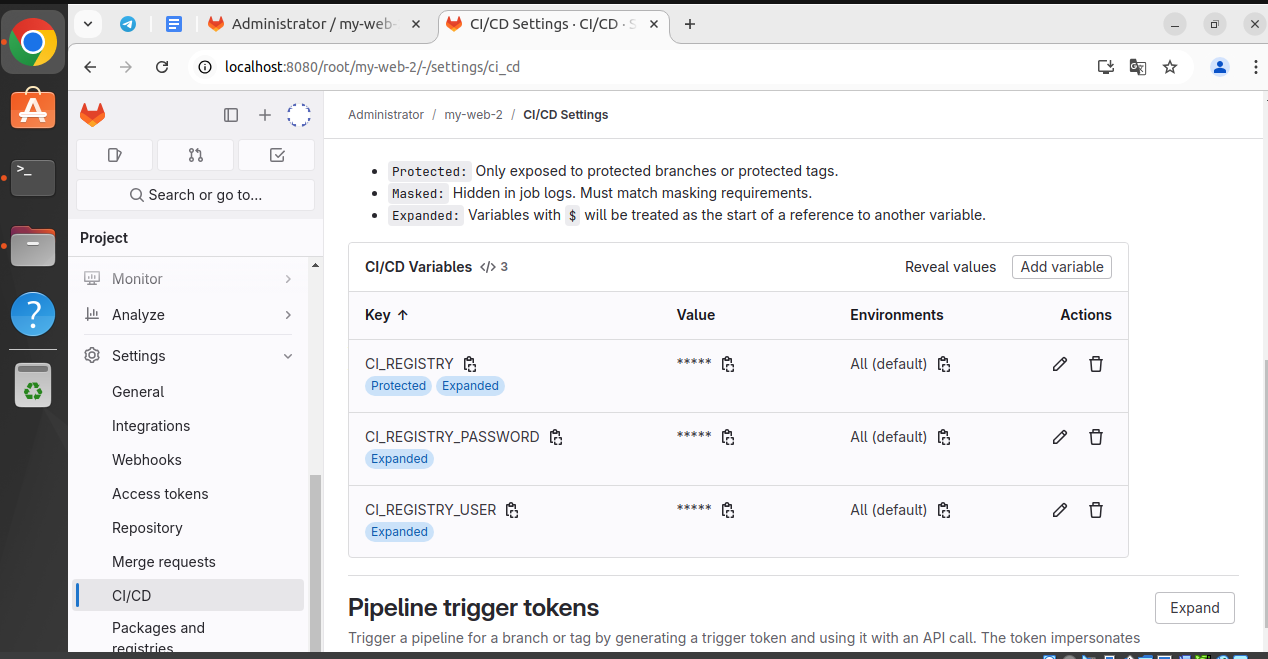 Administrator / my-web-
CI/CD Settings · CI/CD · S
localhost:8080/root/my-web-2/-/settings/ci_cd
Administrator / my-web-2 / CI/CD Settings
Search or go to...
Project
Monitor
Analyze
Settings
General
Integrations
Webhooks
Access tokens
Repository
Merge requests
CI/CD
Packages and
registries
Protected: Only exposed to protected branches or protected tags.
Masked: Hidden in job logs. Must match masking requirements.
Expanded: Variables with $ will be treated as the start of a reference to another variable.
CI/CD Variables </> 3 Reveal values Add variable
Key ↑ Value Environments Actions
CI_REGISTRY ***** All (default)
Protected Expanded
CI_REGISTRY_PASSWORD ***** All (default)
Expanded
CI_REGISTRY_USER ***** All (default)
Expanded
Pipeline trigger tokens Expand
Trigger a pipeline for a branch or tag by generating a trigger token and using it with an API call. The token impersonates